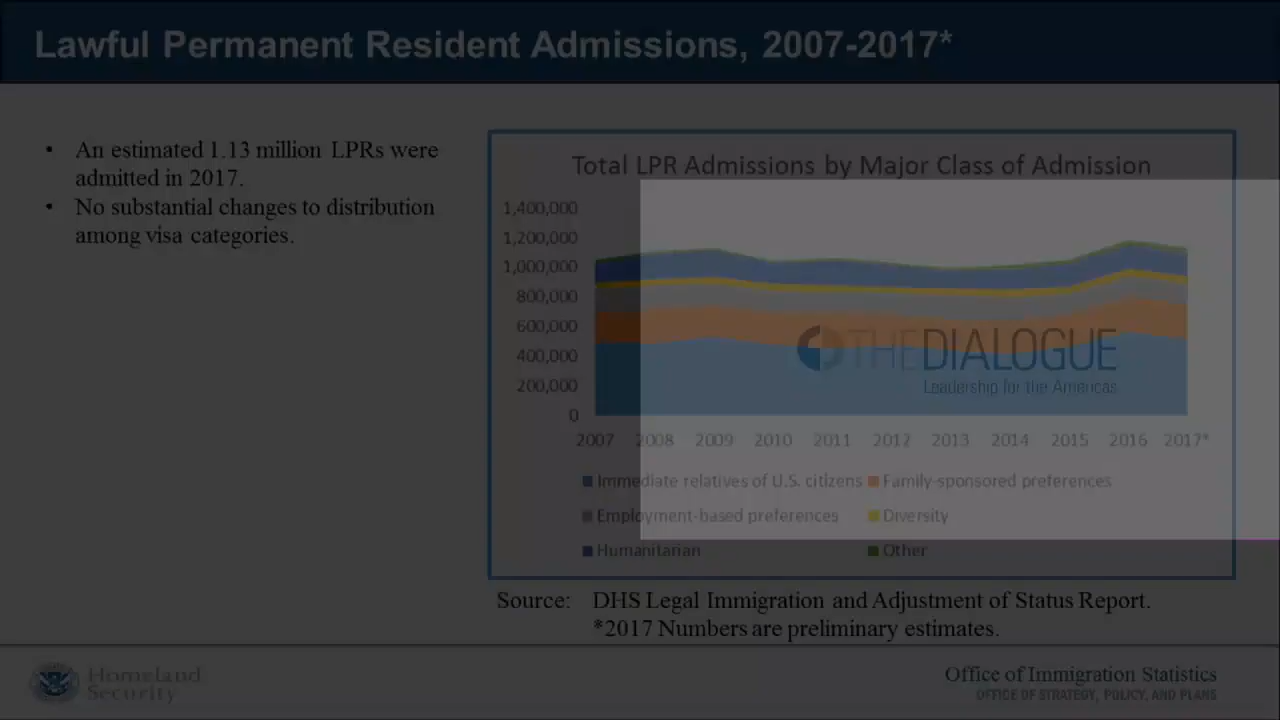 Lawful Permanent Resident Admissions, 2007-2017*
• An estimated 1.13 million LPRs were
admitted in 2017.
• No substantial changes to distribution
among visa categories.
Total LPR Admissions by Major Class of Admission
1,400,000
1,200,000
1,000,000
800,000
600,000
400,000
200,000
0
2007 2008 2009 2010 2011 2012 2013 2014 2015 2016 2017*
THEDIALOGUE
Leadership for the Americas
Immediate relatives of U.S. citizens Family-sponsored preferences
Employment-based preferences Diversity
Humanitarian Other
Source: DHS Legal Immigration and Adjustment of Status Report.
*2017 Numbers are preliminary estimates.
Homeland
Security
Office of Immigration Statistics
OFFICE OF STRATEGY, POLICY, AND PLANS